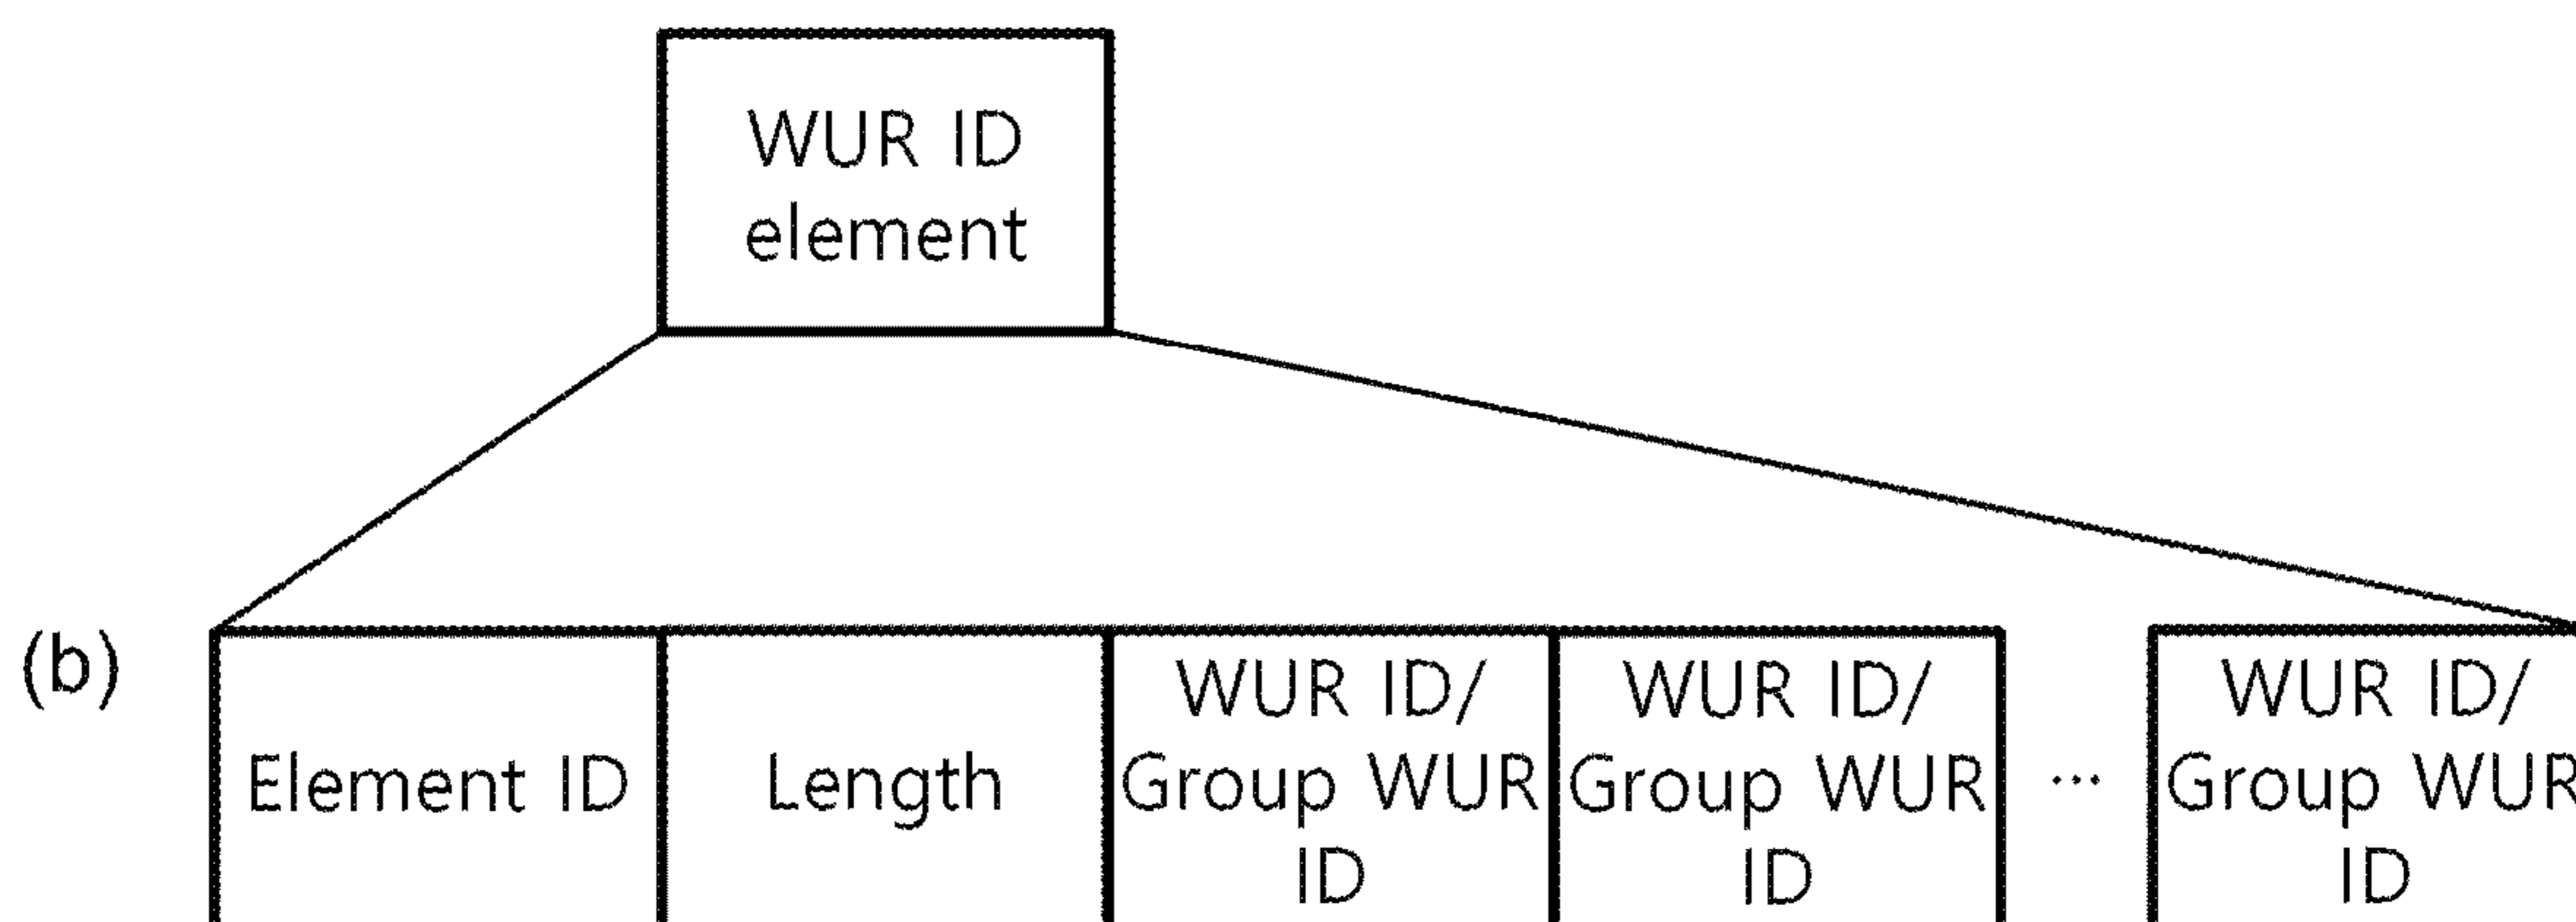 WUR ID
element
(b)
Element ID
Length
WUR ID/
Group WUR
ID
WUR ID/
Group WUR
ID
...
WUR ID/
Group WUR
ID